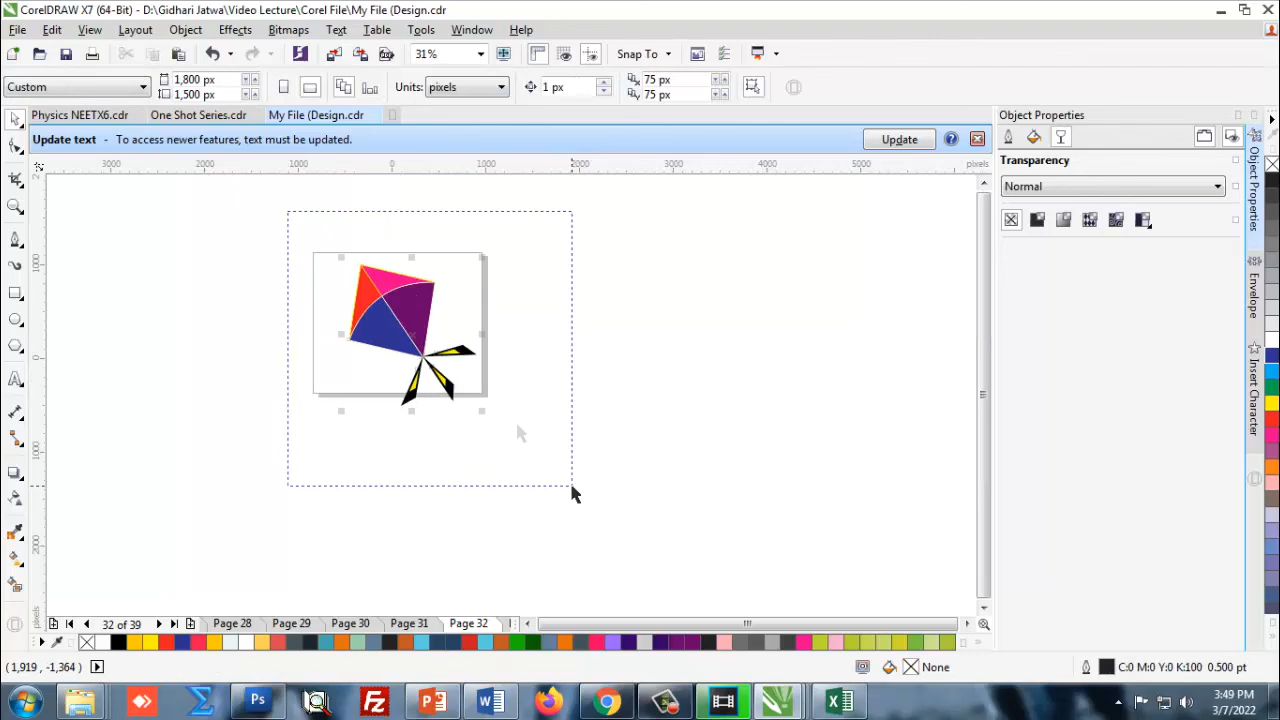 CorelDRAW X7 (64-Bit) - D:\Gidhari Jatwa\Video Lecture\Corel File\My File (Design.cdr
File Edit View Layout Object Effects Bitmaps Text Table Tools Window Help
31% Snap To
Custom 1,800 px 1,500 px Units: pixels 1 px 75 px 75 px
Physics NEETX6.cdr One Shot Series.cdr My File (Design.cdr
Object Properties
Update text - To access newer features, text must be updated. Update
3000 2000 1000 0 1000 2000 3000 4000 5000 pixels
Transparency
Normal
1000
0
1000
2000
pixels
Object Properties
Envelope
Insert Character
32 of 39 Page 28 Page 29 Page 30 Page 31 Page 32
(1,919 , -1,364 ) None C:0 M:0 Y:0 K:100 0.500 pt
Ps P W X
3:49 PM
3/7/2022